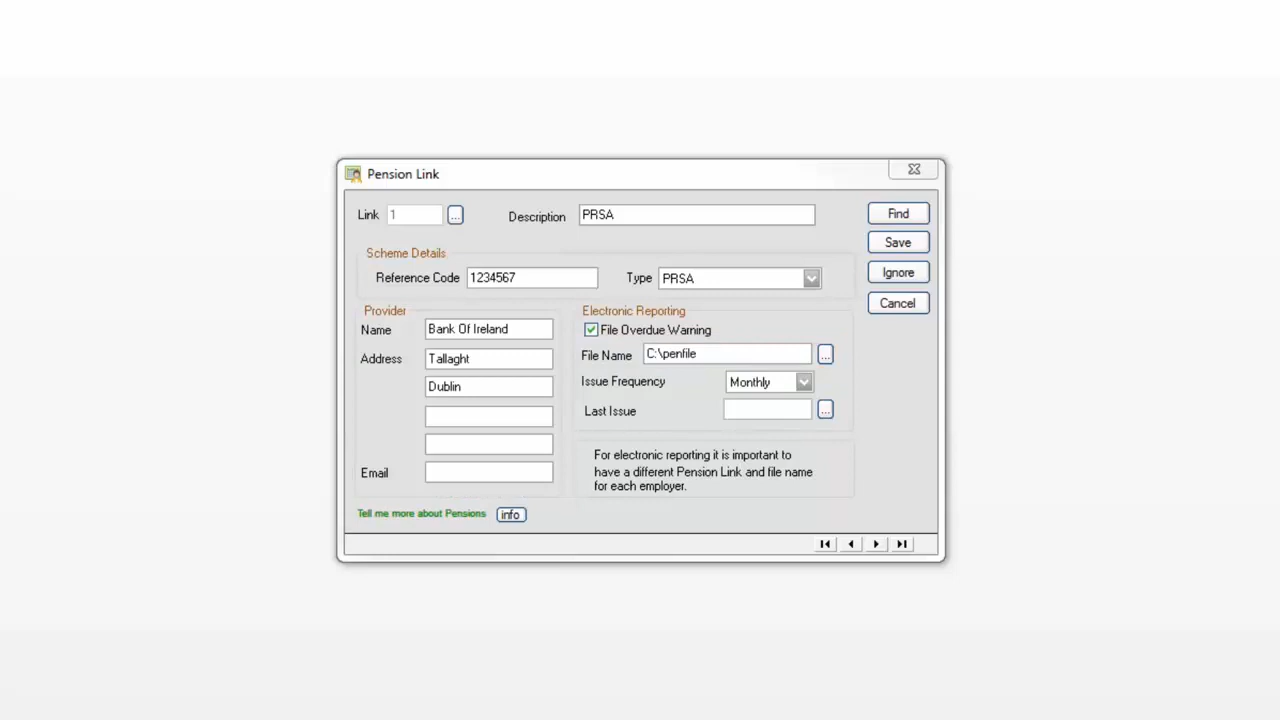 Pension Link
Link 1 ... Description PRSA Find
Save
Scheme Details
Reference Code 1234567 Type PRSA Ignore
Cancel
Provider
Name Bank Of Ireland
Address Tallaght
Dublin
Email
Electronic Reporting
File Overdue Warning
File Name C:\penfile ...
Issue Frequency Monthly
Last Issue ...
For electronic reporting it is important to
have a different Pension Link and file name
for each employer.
Tell me more about Pensions info